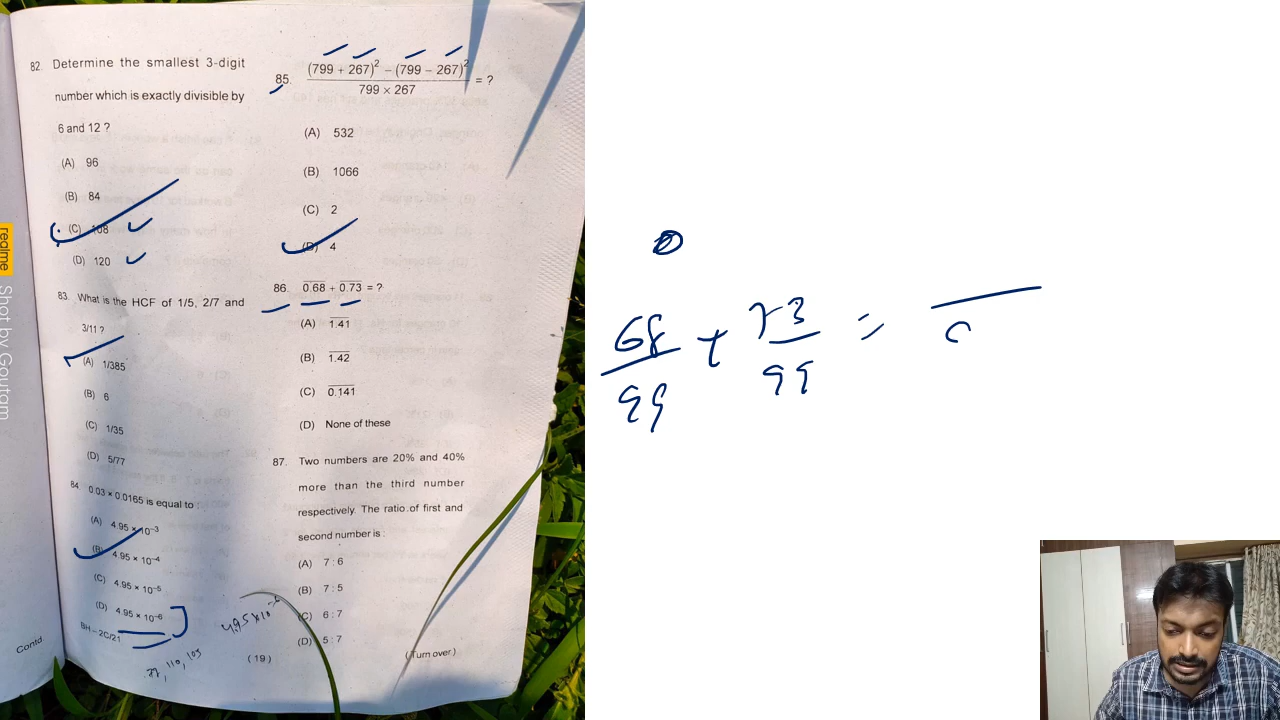 82. Determine the smallest 3-digit
number which is exactly divisible by
6 and 12 ?
(A) 96
(B) 84
(C) 108
(D) 120
83. What is the HCF of 1/5, 2/7 and
3/11 ?
(A) 1/385
(B) 6
(C) 1/35
(D) 5/77
84 0.03 × 0.0165 is equal to :
(A) 4.95 × 10⁻³
(B) 4.95 × 10⁻⁴
(C) 4.95 × 10⁻⁵
(D) 4.95 × 10⁻⁶
BH – 2C/21
Contd.
(19)
85. (799 + 267)² – (799 – 267)² / 799 × 267 = ?
(A) 532
(B) 1066
(C) 2
(D) 4
86. 0.68 + 0.73 = ?
(A) 1.41
(B) 1.42
(C) 0.141
(D) None of these
87. Two numbers are 20% and 40%
more than the third number
respectively. The ratio of first and
second number is :
(A) 7 : 6
(B) 7 : 5
(C) 6 : 7
(D) 5 : 7
(Turn over)
68/99 + 73/99 =
realme Shot by Goutam